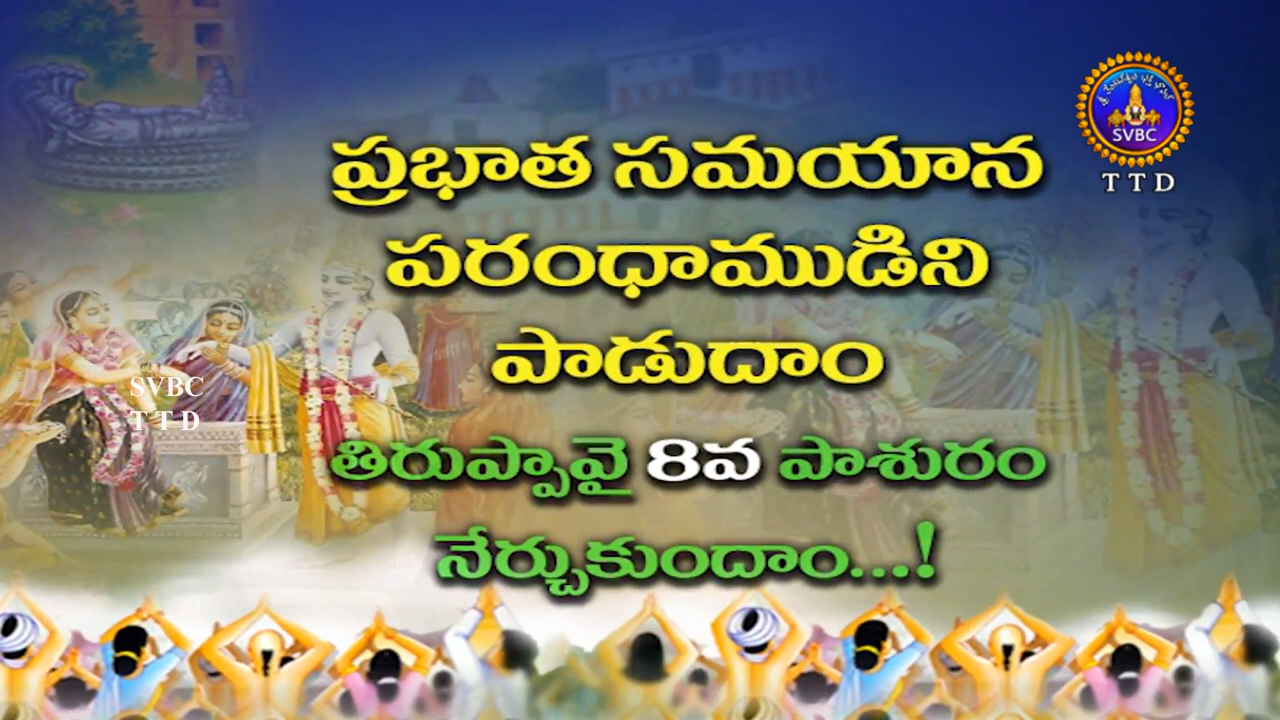 ప్రభాత సమయాన
పరంధాముడిని
పాడుదాం
తిరుప్పావై 8వ పాశురం
నేర్చుకుందాం...!
SVBC
TTD
SVBC
TTD